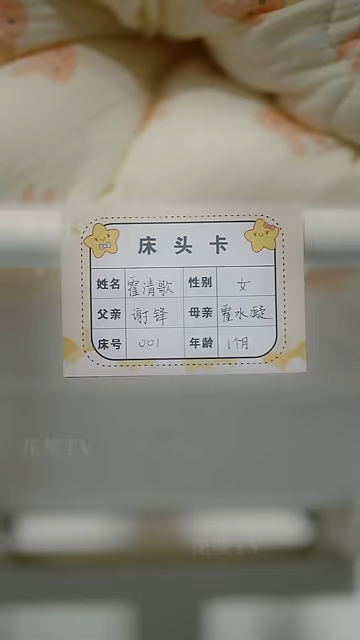 床头卡
姓名 霍清歌 性别 女
父亲 谢锋 母亲 霍水凝
床号 001 年龄 1个月